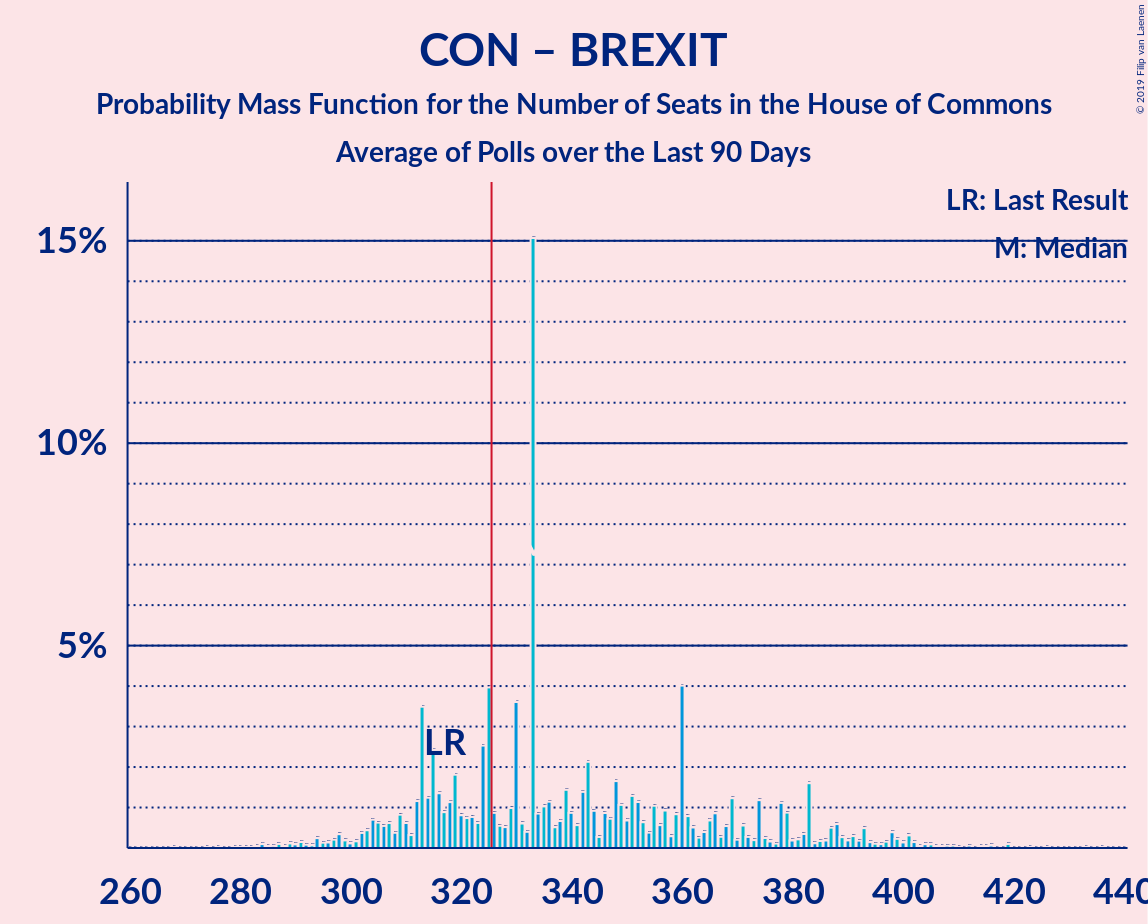 CON – BREXIT
Probability Mass Function for the Number of Seats in the House of Commons
Average of Polls over the Last 90 Days
© 2019 Filip van Laenen
LR: Last Result
M: Median
15%
10%
5%
LR
260 280 300 320 340 360 380 400 420 440